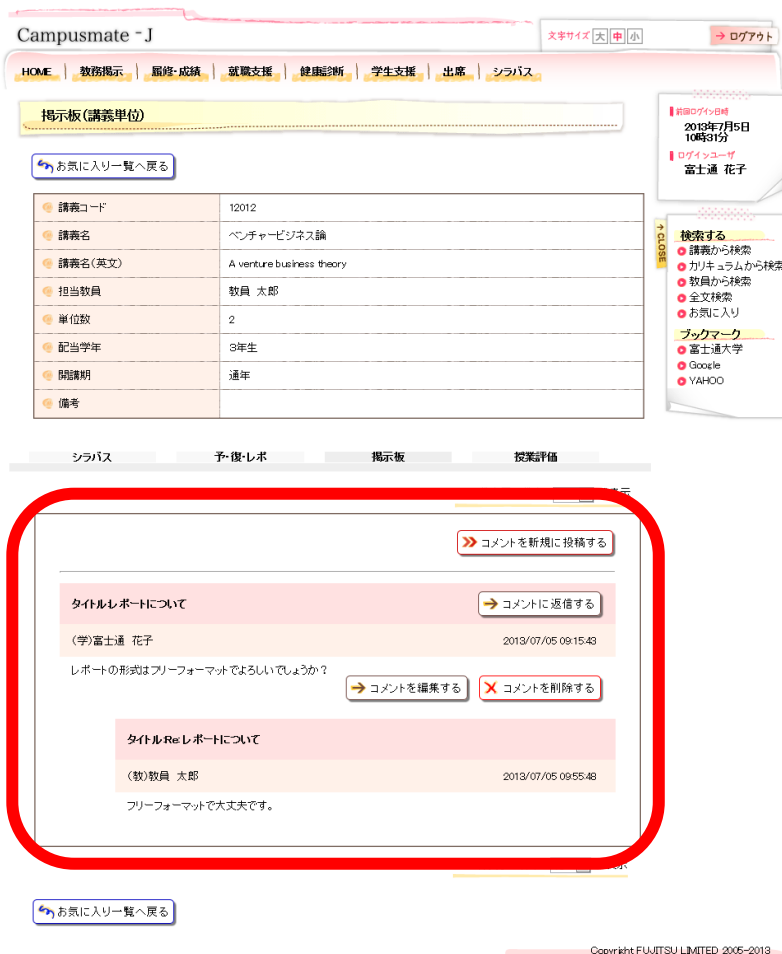 Campusmate-J
文字サイズ 大 中 小
ログアウト
HOME 教務掲示 履修・成績 就職支援 健康診断 学生支援 出席 シラバス
掲示板(講義単位)
前回ログイン日時
2013年7月5日
10時31分
ログインユーザ
富士通 花子
お気に入り一覧へ戻る
講義コード 12012
講義名 ベンチャービジネス論
講義名(英文) A venture business theory
担当教員 教員 太郎
単位数 2
配当学年 3年生
開講期 通年
備考
CLOSE
検索する
講義から検索
カリキュラムから検索
教員から検索
全文検索
お気に入り
ブックマーク
富士通大学
Google
YAHOO
シラバス 予・復・レポ 掲示板 授業評価
コメントを新規に投稿する
タイトル:レポートについて コメントに返信する
(学)富士通 花子 2013/07/05 09:15:43
レポートの形式はフリーフォーマットでよろしいでしょうか?
コメントを編集する コメントを削除する
タイトル:Re:レポートについて
(教)教員 太郎 2013/07/05 09:55:48
フリーフォーマットで大丈夫です。
お気に入り一覧へ戻る
Copyright FUJITSU LIMITED 2005-2013